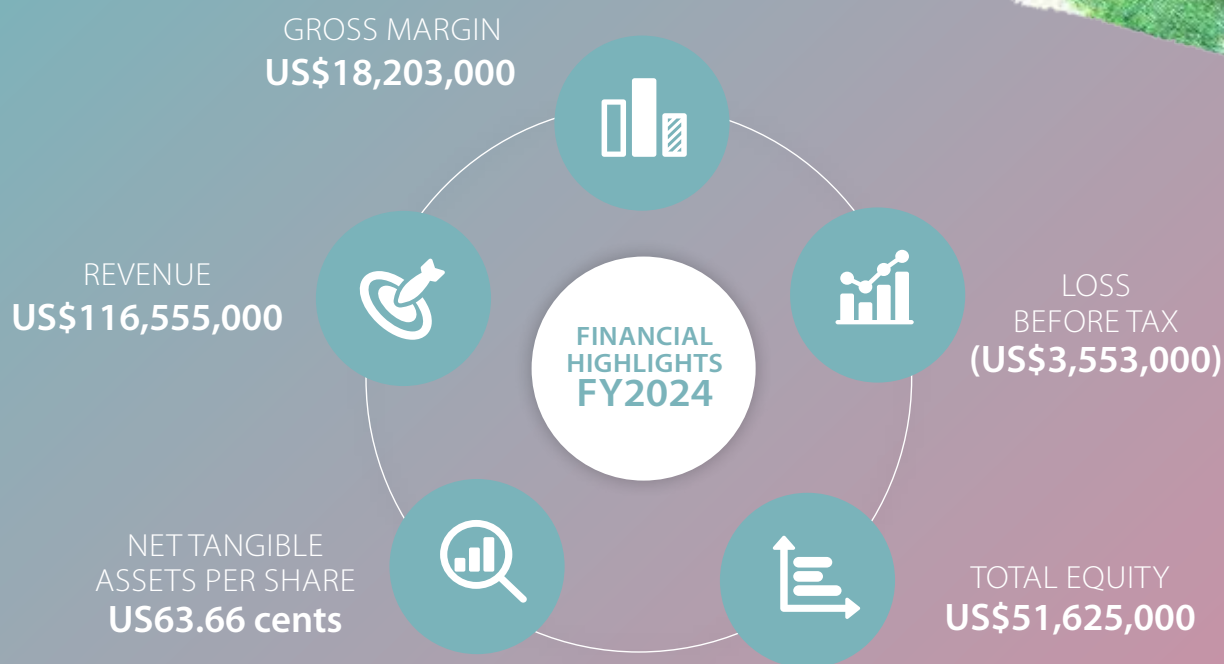 GROSS MARGIN
US$18,203,000
REVENUE
US$116,555,000
FINANCIAL
HIGHLIGHTS
FY2024
LOSS
BEFORE TAX
(US$3,553,000)
NET TANGIBLE
ASSETS PER SHARE
US63.66 cents
TOTAL EQUITY
US$51,625,000